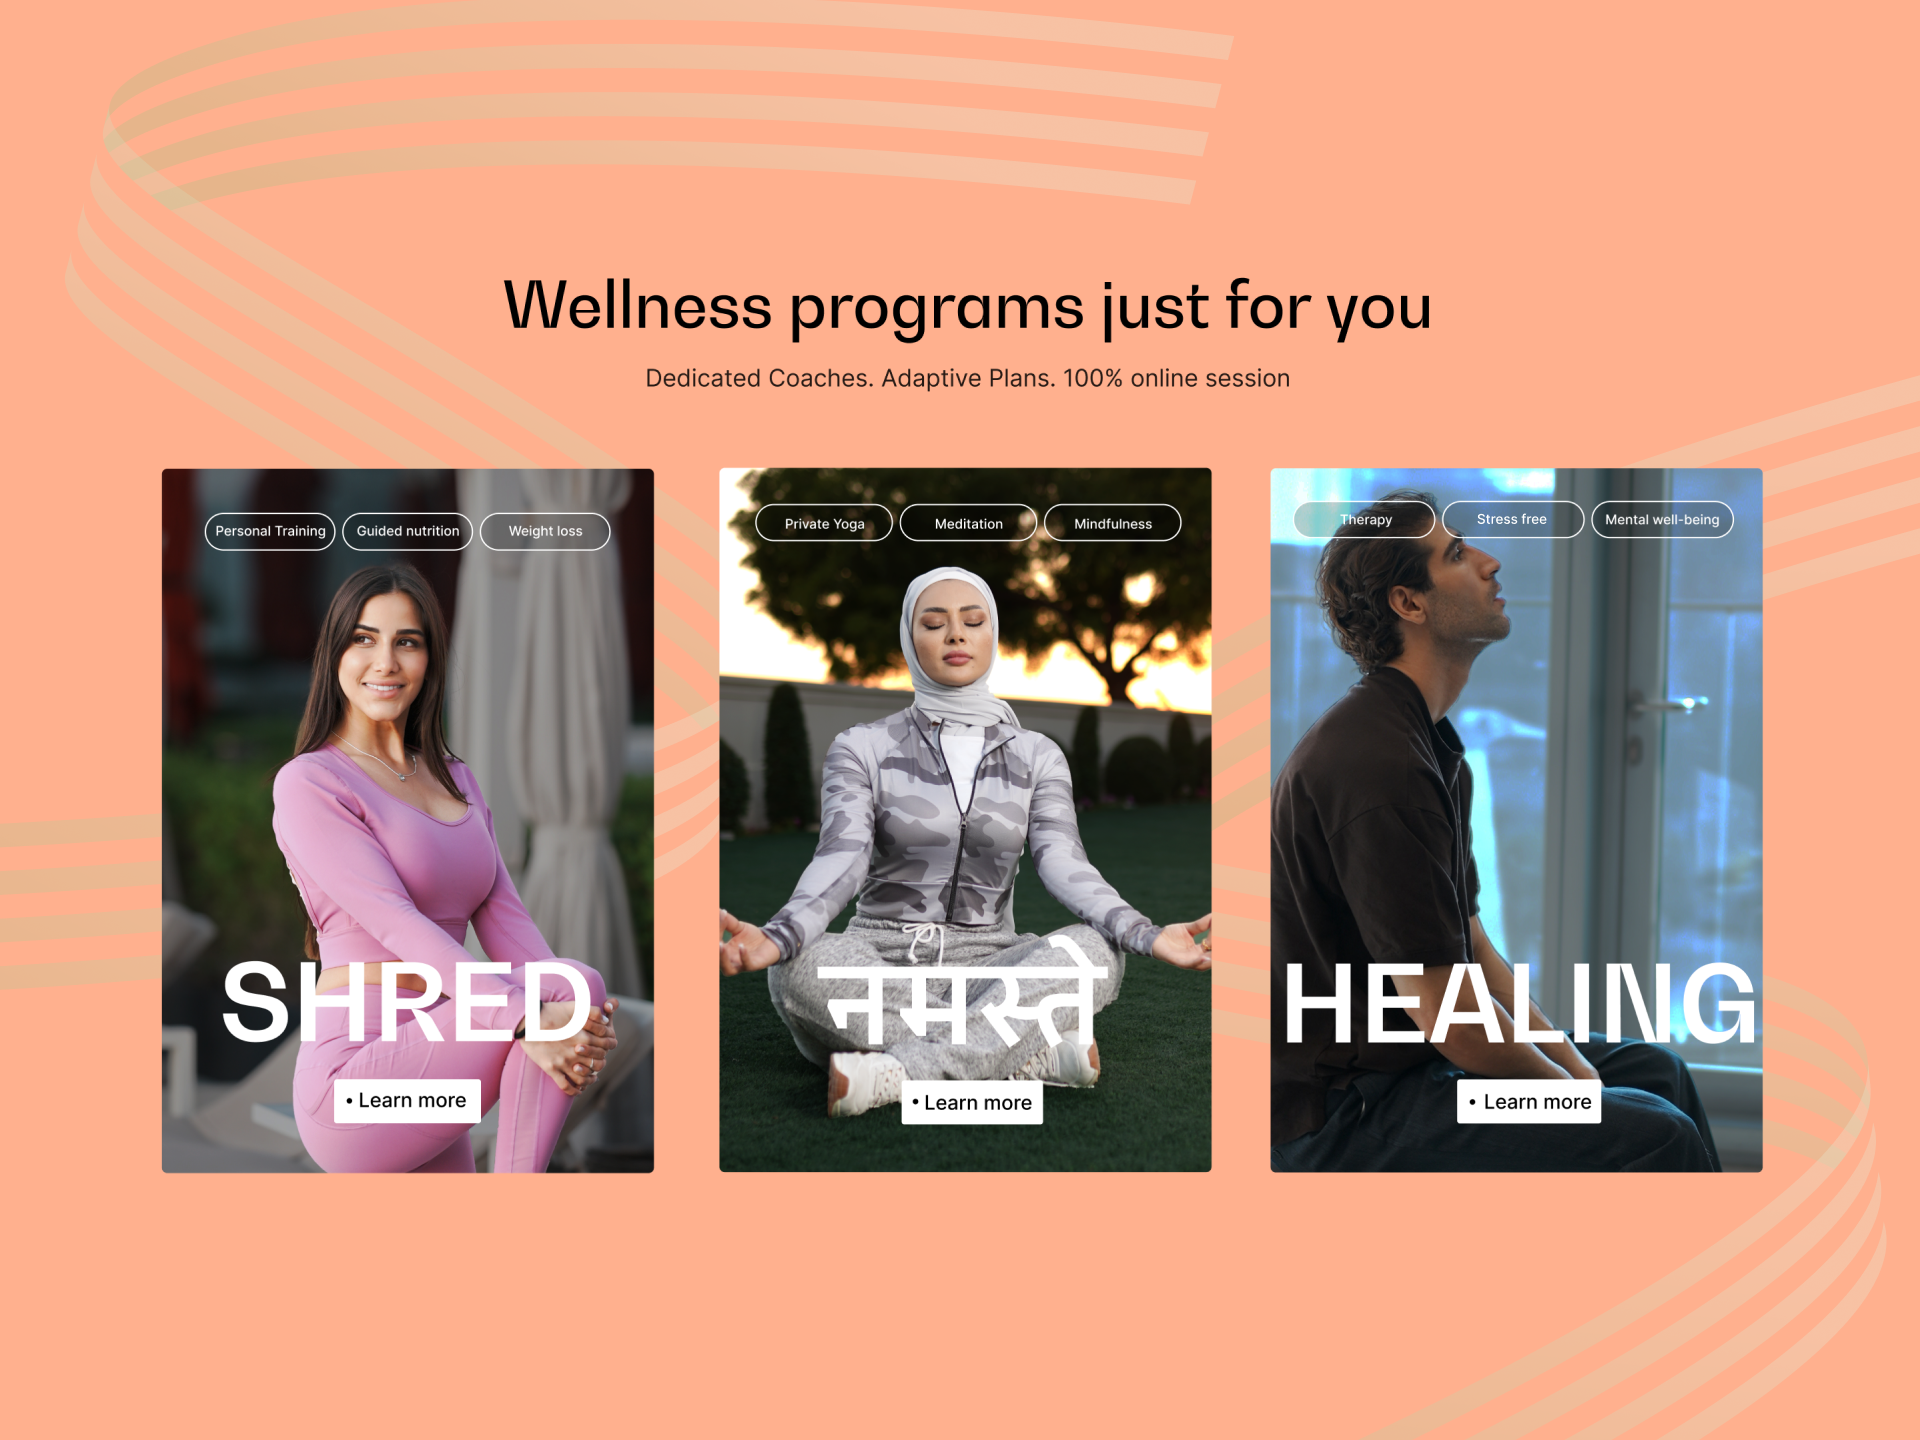 Wellness programs just for you
Dedicated Coaches. Adaptive Plans. 100% online session
Personal Training
Guided nutrition
Weight loss
SHRED
• Learn more
Private Yoga
Meditation
Mindfulness
नमस्ते
• Learn more
Therapy
Stress free
Mental well-being
HEALING
• Learn more